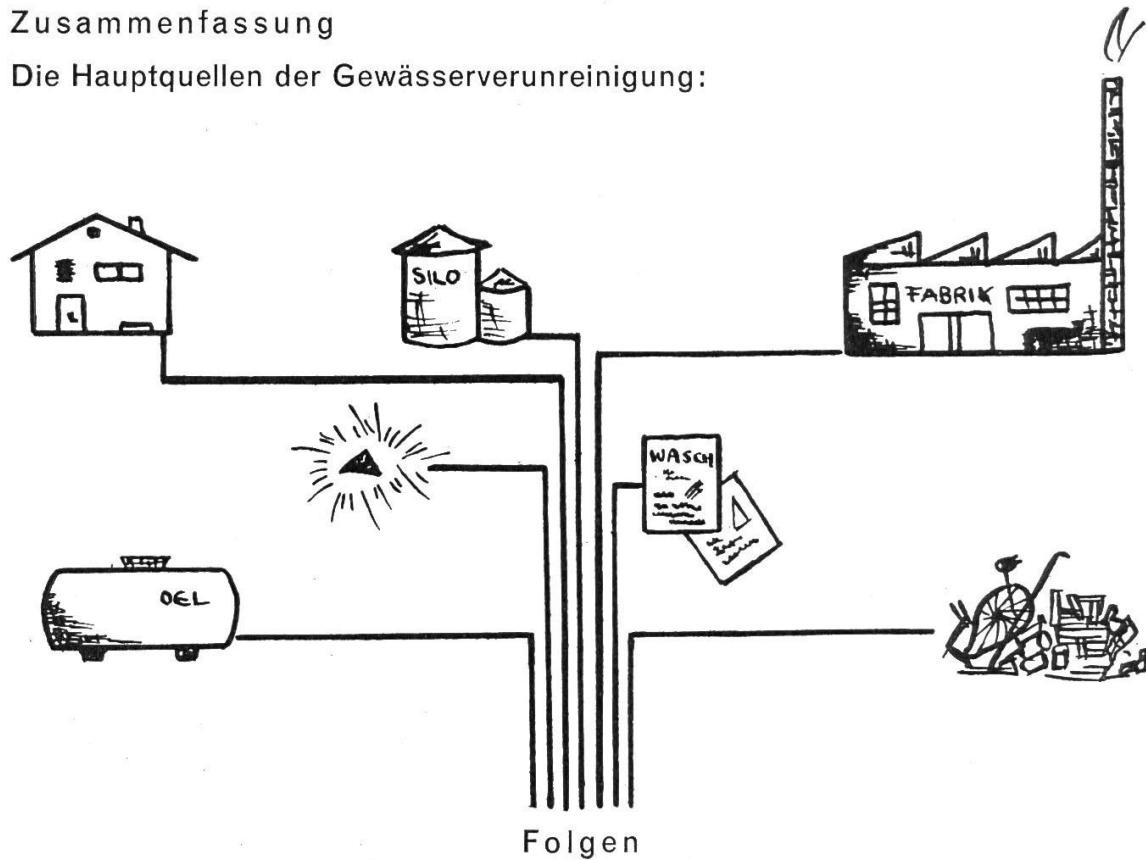 Zusammenfassung
Die Hauptquellen der Gewässerverunreinigung:
SILO
FABRIK
WASCH
OEL
Folgen